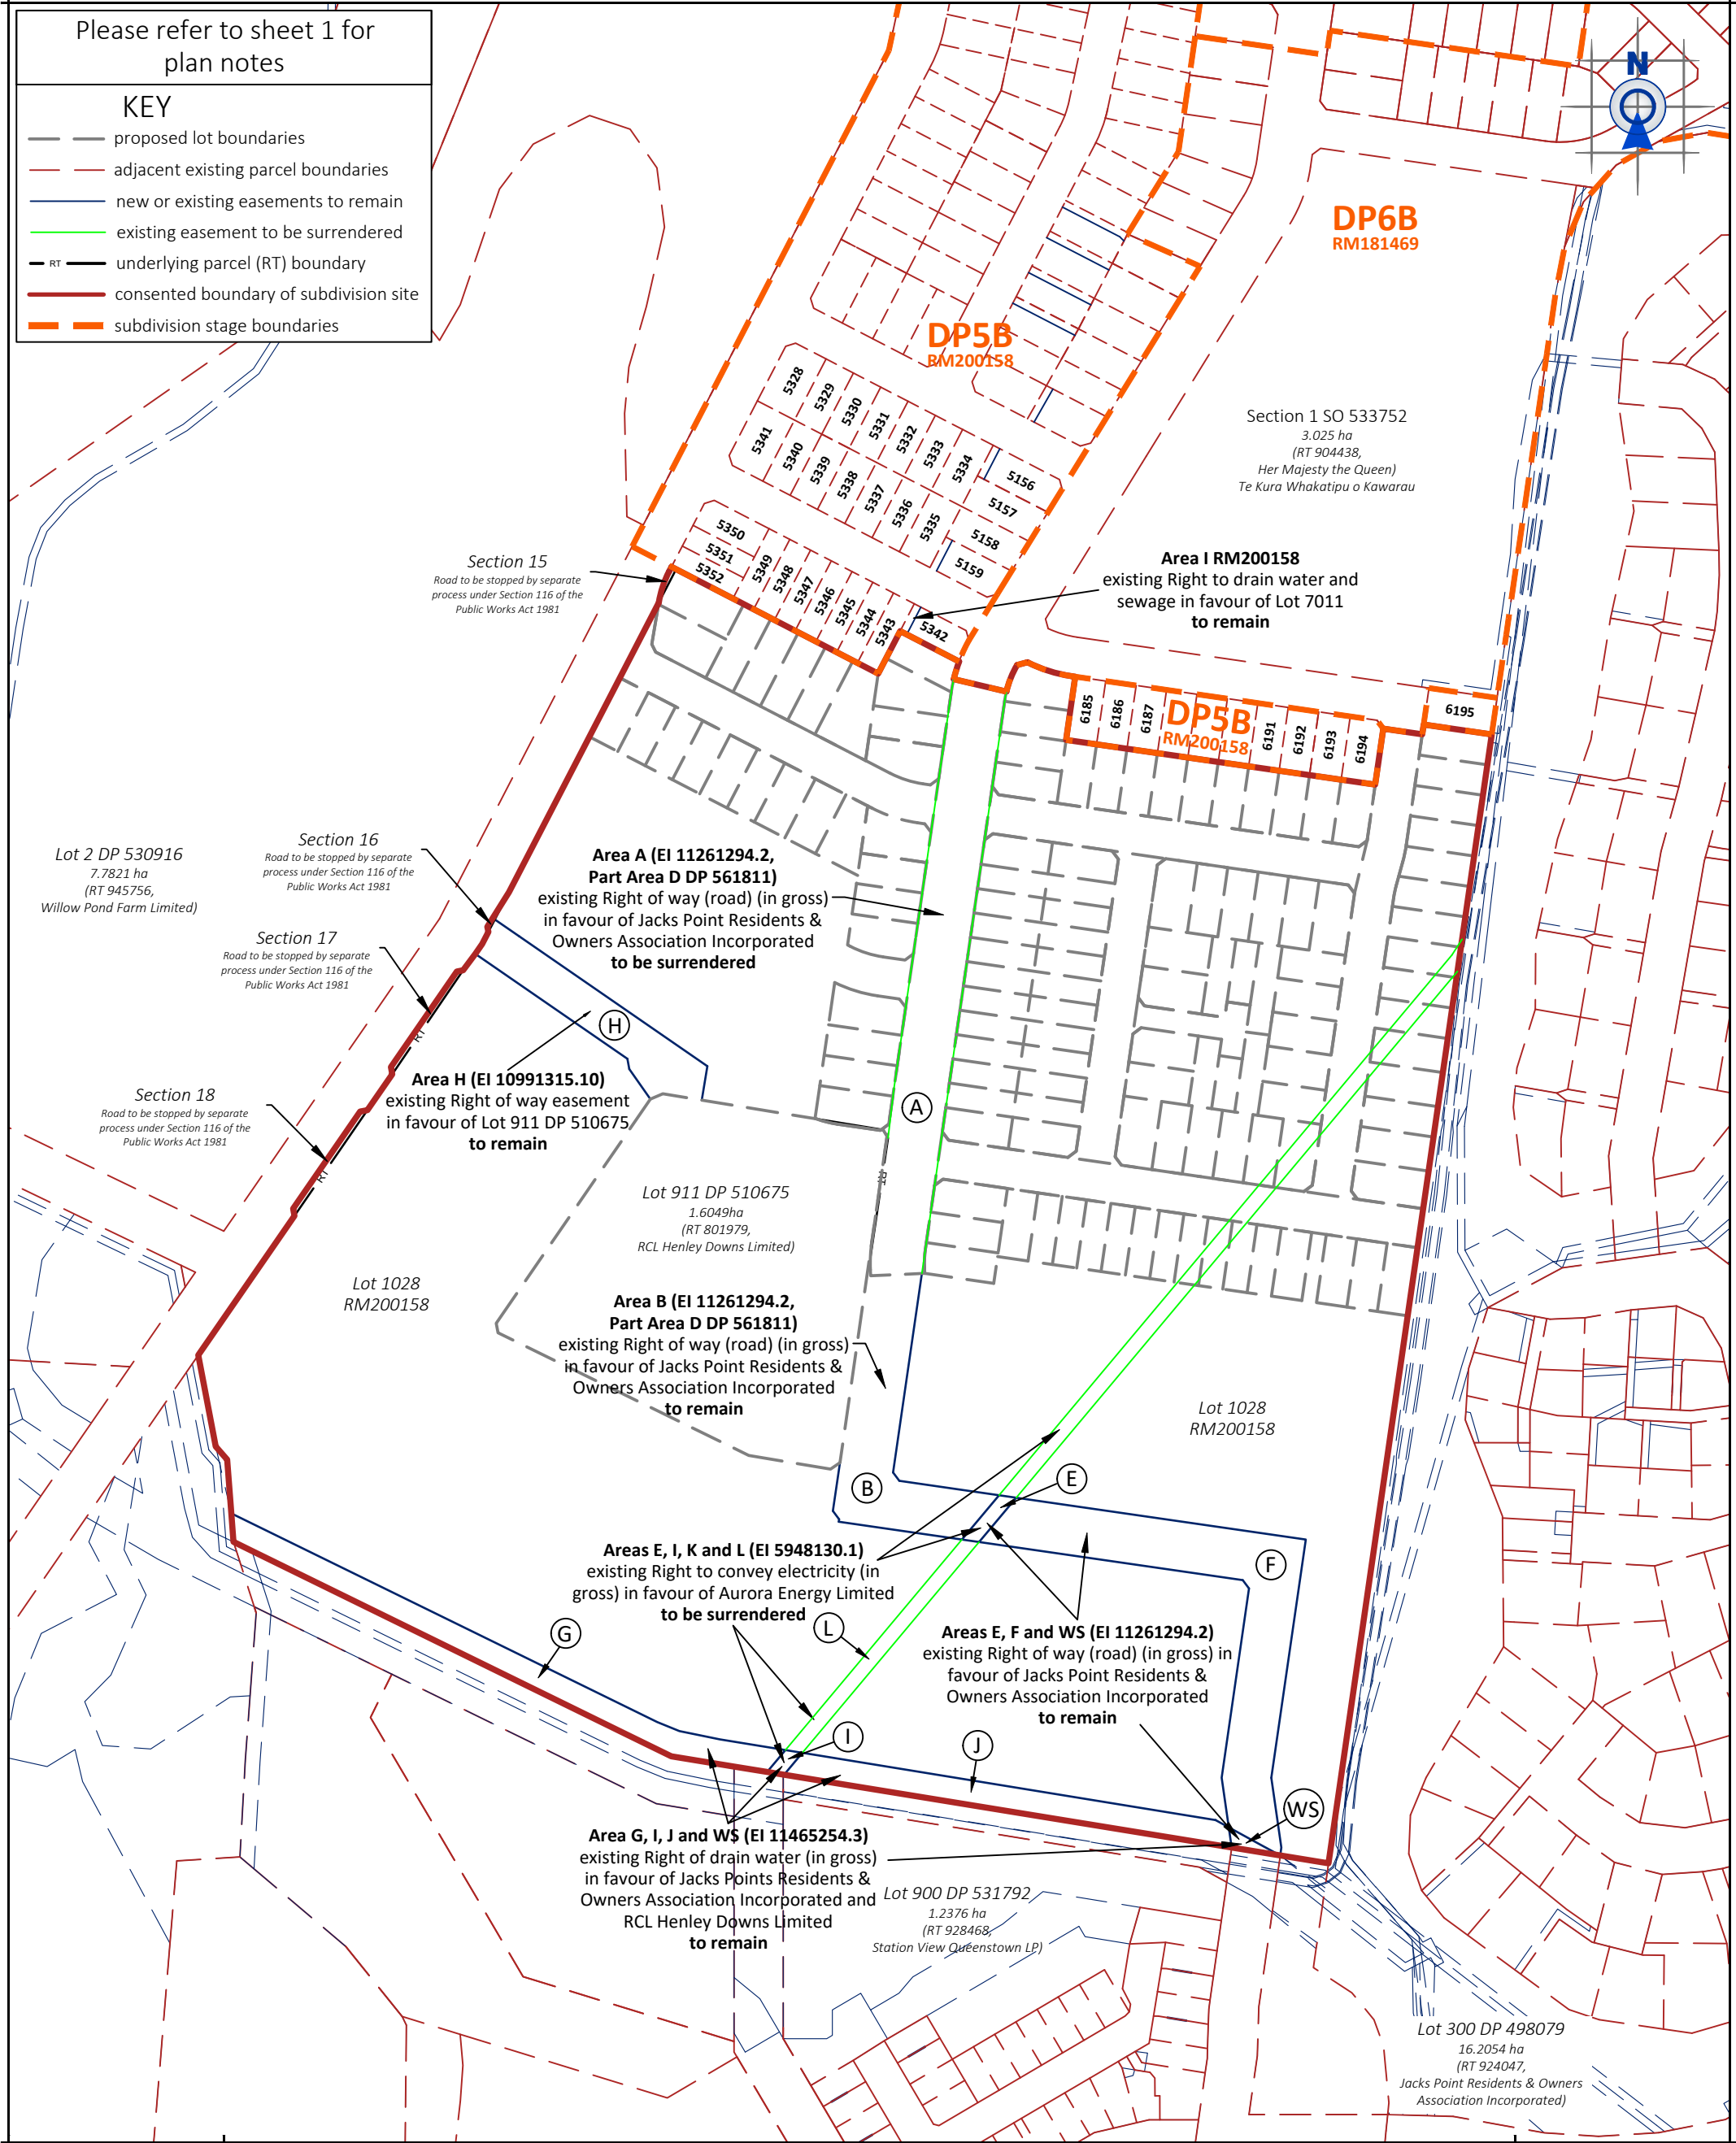 Please refer to sheet 1 for
plan notes
KEY
proposed lot boundaries
adjacent existing parcel boundaries
new or existing easements to remain
existing easement to be surrendered
RT underlying parcel (RT) boundary
consented boundary of subdivision site
subdivision stage boundaries
N
DP6B
RM181469
DP5B
RM200158
5328
5329
5330
5331
5332
5333
5334
5156
5157
5341
5340
5339
5338
5337
5336
5335
5158
5159
Section 1 SO 533752
3.025 ha
(RT 904438,
Her Majesty the Queen)
Te Kura Whakatipu o Kawarau
5350
5351
5352
5349
5348
5347
5346
5345
5344
5343
5342
Section 15
Road to be stopped by separate
process under Section 116 of the
Public Works Act 1981
Area I RM200158
existing Right to drain water and
sewage in favour of Lot 7011
to remain
6185
6186
6187
DP5B
RM200158
6191
6192
6193
6194
6195
Lot 2 DP 530916
7.7821 ha
(RT 945756,
Willow Pond Farm Limited)
Section 16
Road to be stopped by separate
process under Section 116 of the
Public Works Act 1981
Area A (EI 11261294.2,
Part Area D DP 561811)
existing Right of way (road) (in gross)
in favour of Jacks Point Residents &
Owners Association Incorporated
to be surrendered
Section 17
Road to be stopped by separate
process under Section 116 of the
Public Works Act 1981
H
RT
Area H (EI 10991315.10)
existing Right of way easement
in favour of Lot 911 DP 510675
to remain
A
Section 18
Road to be stopped by separate
process under Section 116 of the
Public Works Act 1981
RT
RT
Lot 911 DP 510675
1.6049ha
(RT 801979,
RCL Henley Downs Limited)
Lot 1028
RM200158
Area B (EI 11261294.2,
Part Area D DP 561811)
existing Right of way (road) (in gross)
in favour of Jacks Point Residents &
Owners Association Incorporated
to remain
Lot 1028
RM200158
B
E
F
Areas E, I, K and L (EI 5948130.1)
existing Right to convey electricity (in
gross) in favour of Aurora Energy Limited
to be surrendered
G
L
Areas E, F and WS (EI 11261294.2)
existing Right of way (road) (in gross) in
favour of Jacks Point Residents &
Owners Association Incorporated
to remain
I
J
WS
Area G, I, J and WS (EI 11465254.3)
existing Right of drain water (in gross)
in favour of Jacks Points Residents &
Owners Association Incorporated and
RCL Henley Downs Limited
to remain
Lot 900 DP 531792
1.2376 ha
(RT 928468,
Station View Queenstown LP)
Lot 300 DP 498079
16.2054 ha
(RT 924047,
Jacks Point Residents & Owners
Association Incorporated)